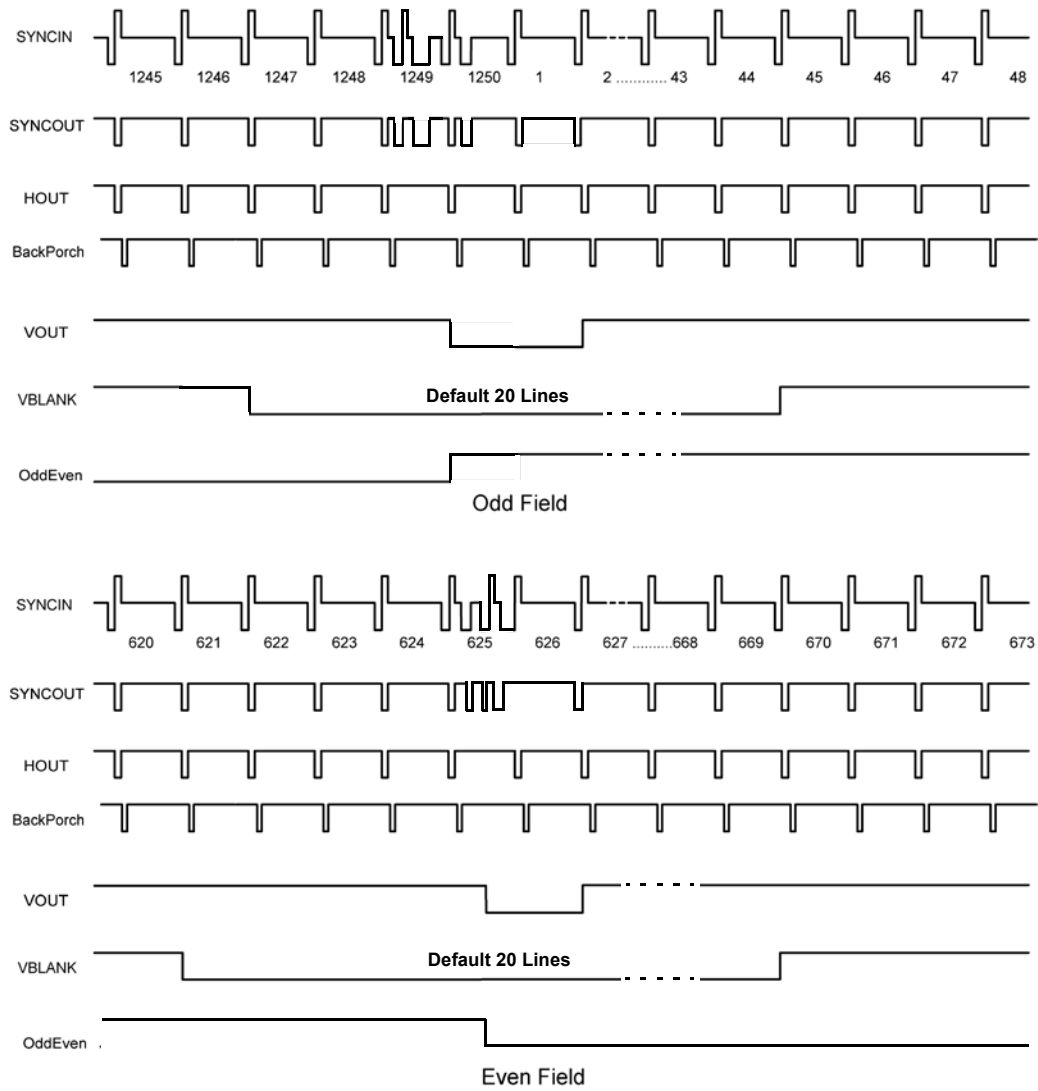 SYNCIN
1245 1246 1247 1248 1249 1250 1 2 ............. 43 44 45 46 47 48
SYNCOUT
HOUT
BackPorch
VOUT
VBLANK
Default 20 Lines
OddEven
Odd Field
SYNCIN
620 621 622 623 624 625 626 627 ..........668 669 670 671 672 673
SYNCOUT
HOUT
BackPorch
VOUT
VBLANK
Default 20 Lines
OddEven
Even Field